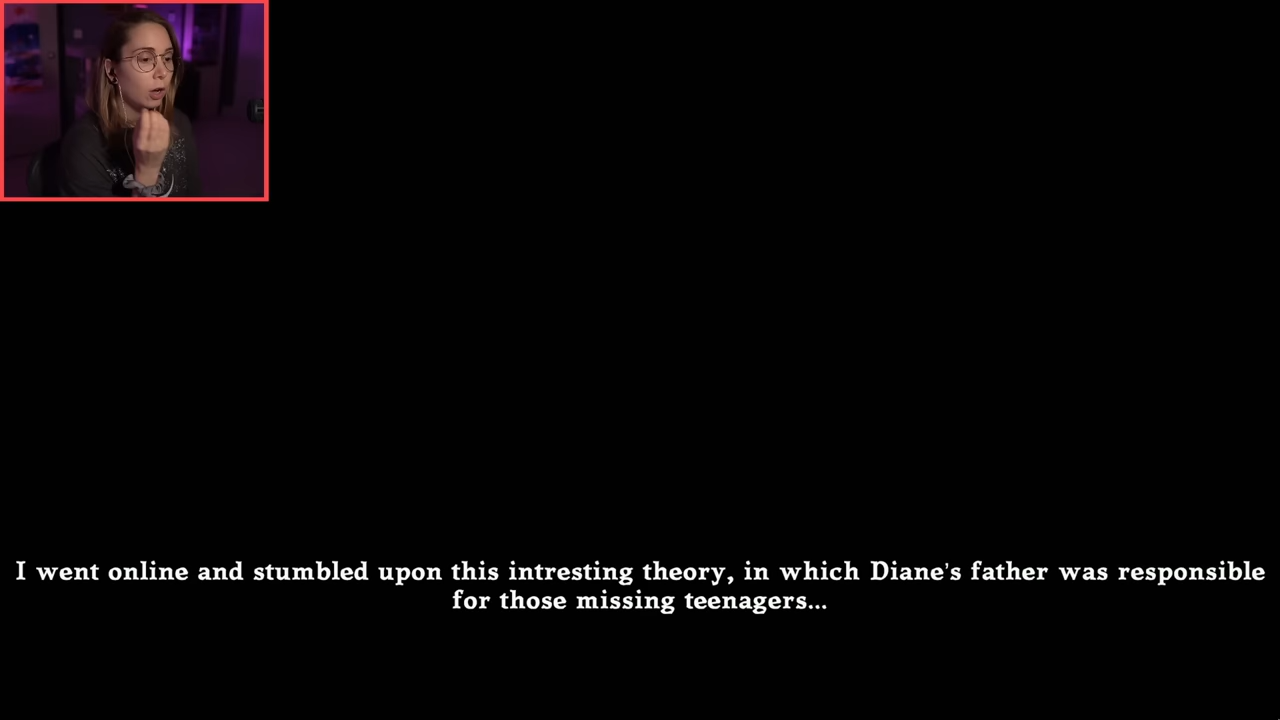 I went online and stumbled upon this intresting theory, in which Diane's father was responsible
for those missing teenagers...